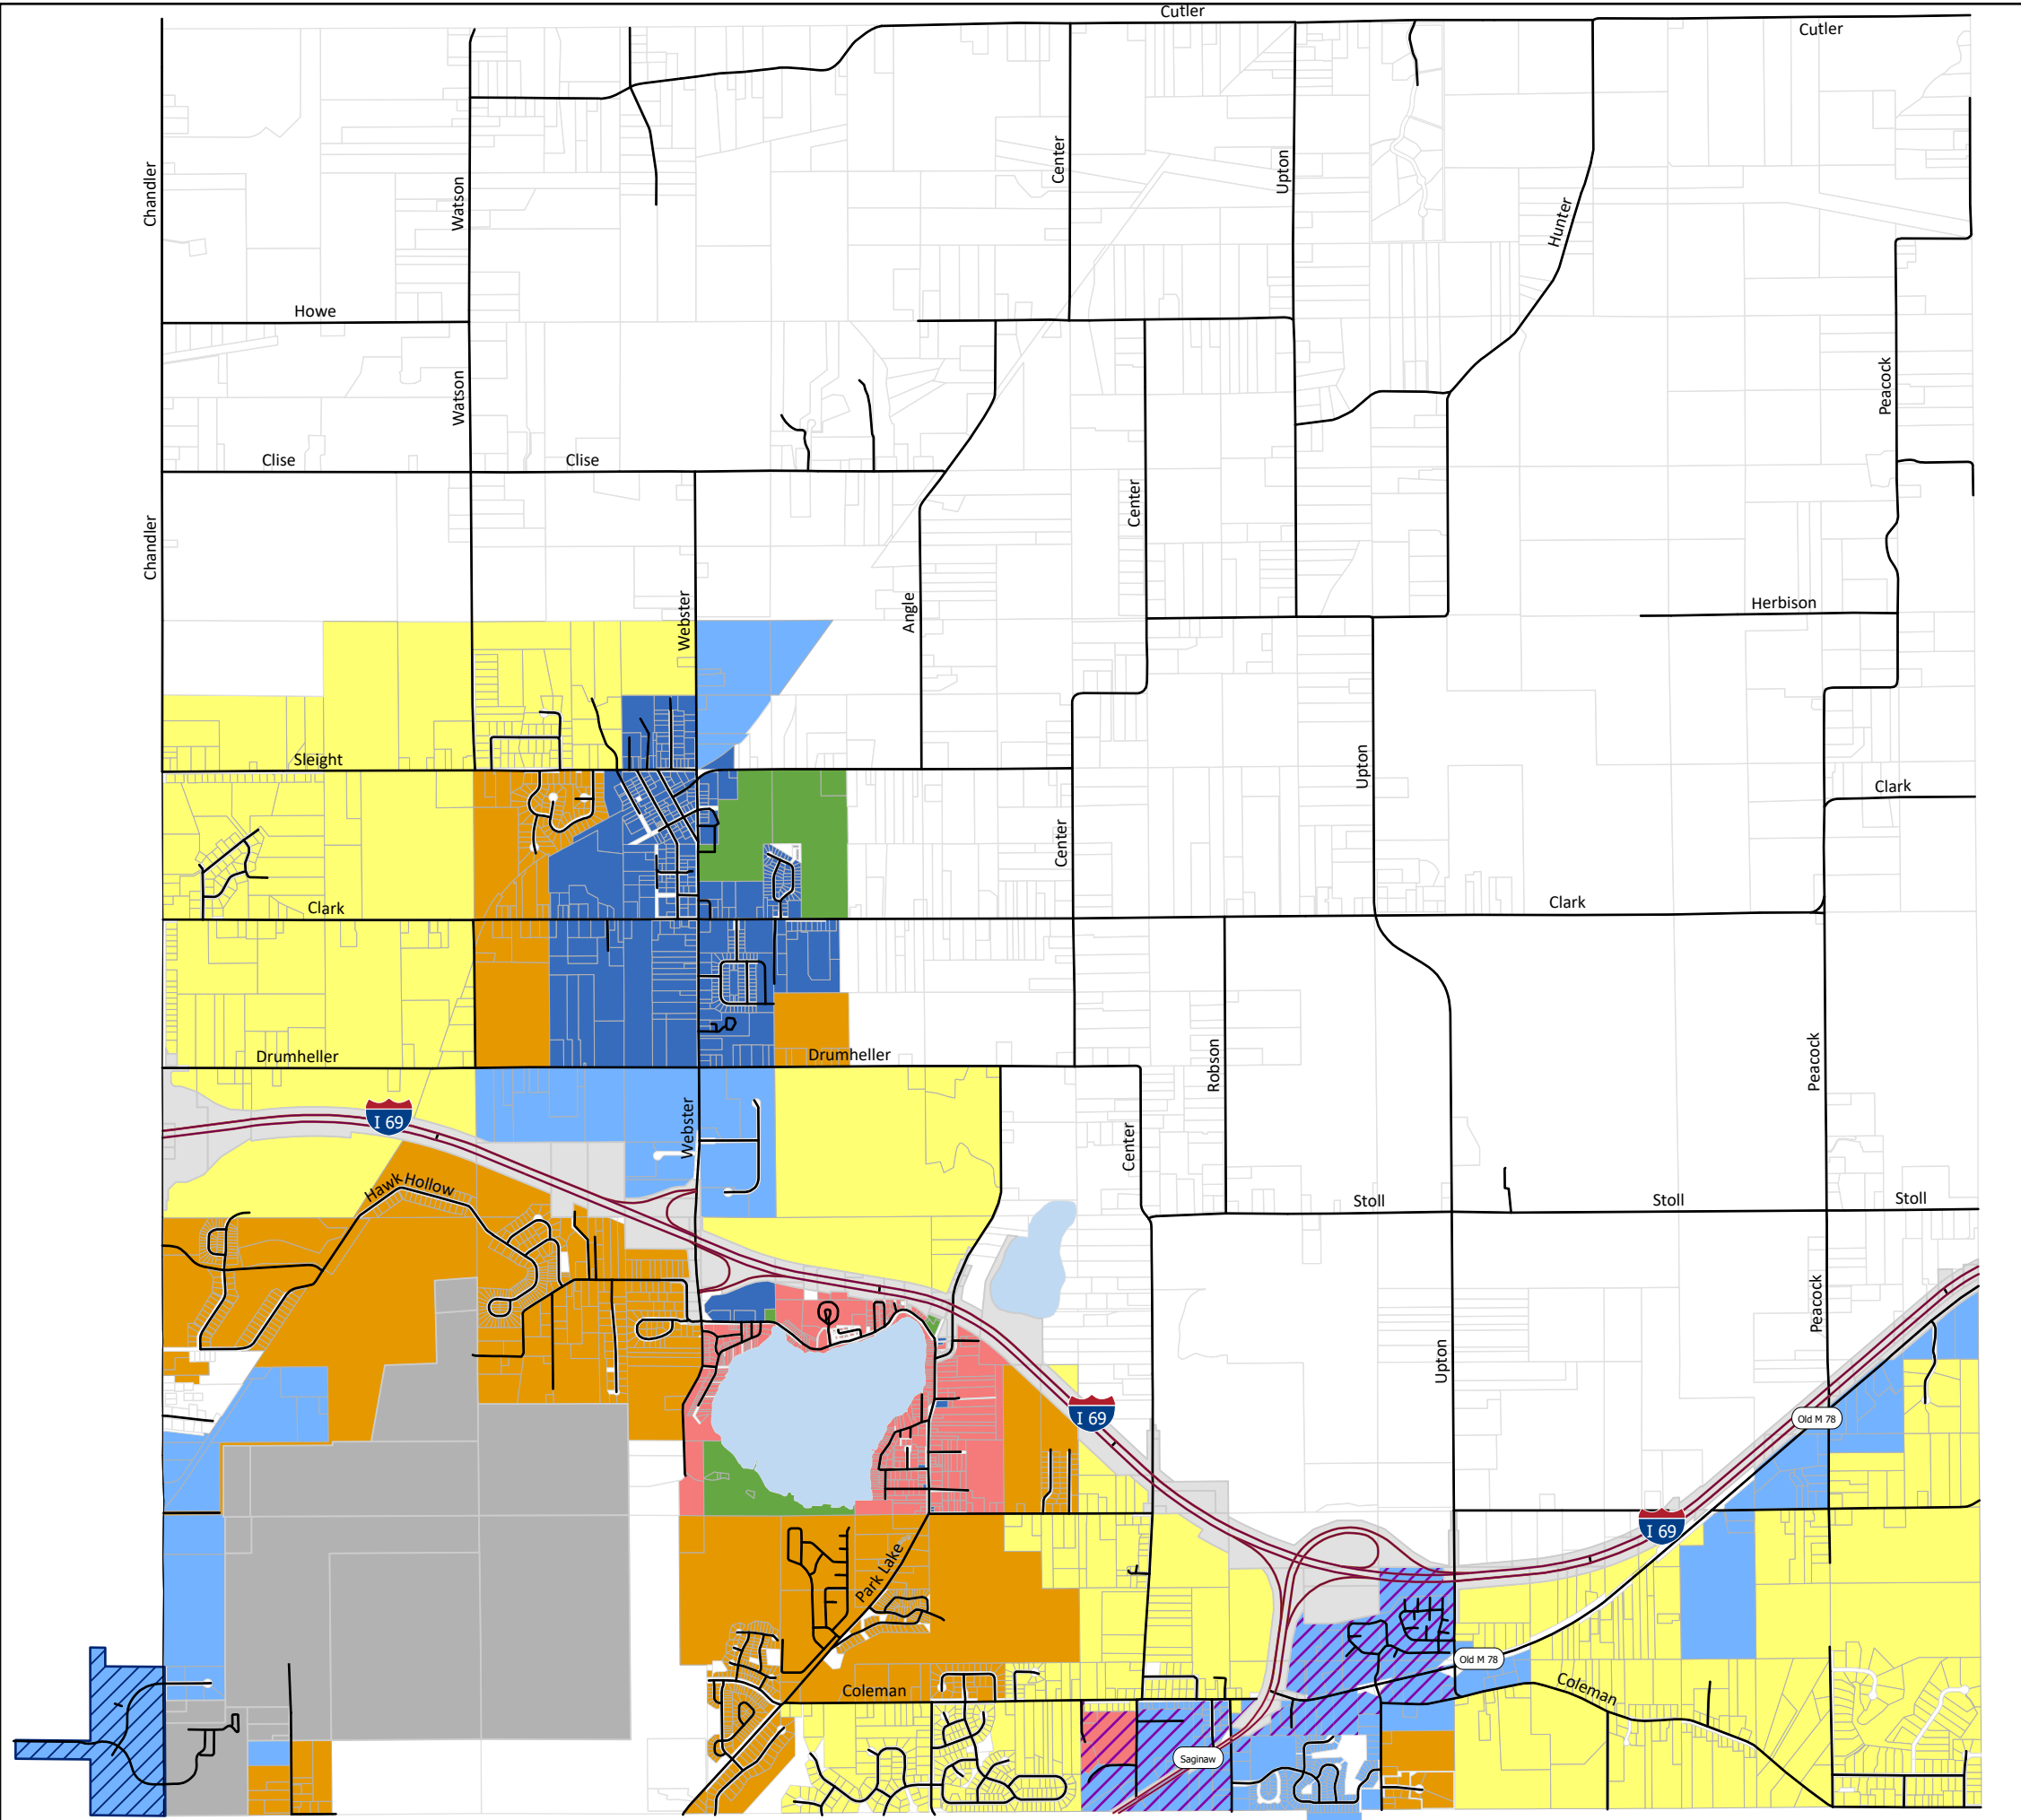 Cutler
Cutler
Chandler
Watson
Center
Upton
Hunter
Howe
Watson
Peacock
Clise
Clise
Chandler
Center
Webster
Angle
Herbison
Sleight
Upton
Clark
Center
Clark
Clark
Drumheller
Drumheller
Robson
Peacock
I 69
Webster
Center
Hawk Hollow
Stoll
Stoll
Stoll
Peacock
Upton
I 69
Old M 78
I 69
Park Lake
Old M 78
Coleman
Coleman
Saginaw